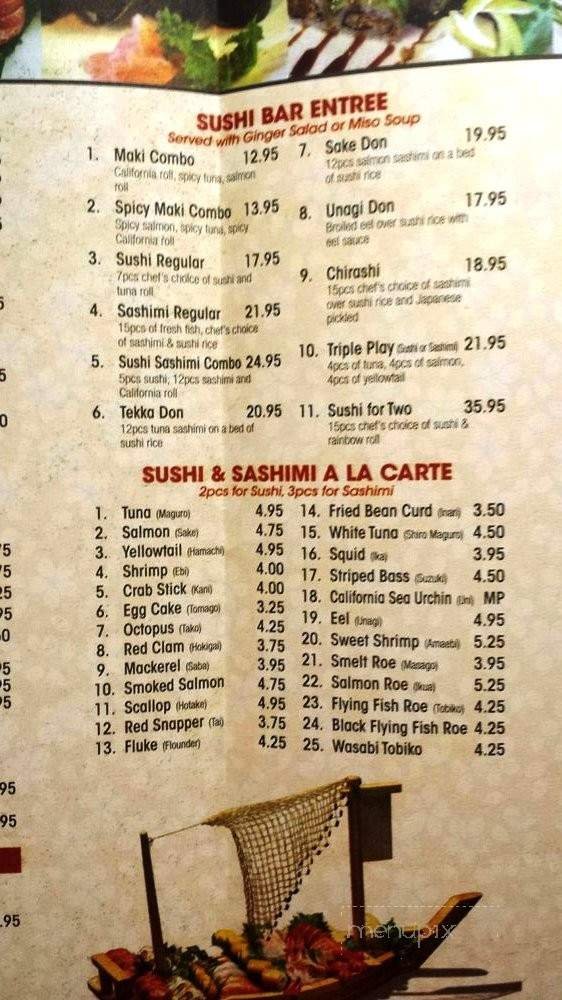 SUSHI BAR ENTREE
Served with Ginger Salad or Miso Soup
1. Maki Combo 12.95
California roll, spicy tuna, salmon
roll
2. Spicy Maki Combo 13.95
Spicy salmon, spicy tuna, spicy
California roll
3. Sushi Regular 17.95
7pcs chef's choice of sushi and
tuna roll
4. Sashimi Regular 21.95
15pcs of fresh fish, chef's choice
of sashimi & sushi rice
5. Sushi Sashimi Combo 24.95
5pcs sushi, 12pcs sashimi and
California roll
6. Tekka Don 20.95
12pcs tuna sashimi on a bed of
sushi rice
7. Sake Don 19.95
12pcs salmon sashimi on a bed
of sushi rice
8. Unagi Don 17.95
Broiled eel over sushi rice with
eel sauce
9. Chirashi 18.95
15pcs chef's choice of sashimi
over sushi rice and Japanese
pickled
10. Triple Play (Sushi or Sashimi) 21.95
4pcs of tuna, 4pcs of salmon,
4pcs of yellowtail
11. Sushi for Two 35.95
15pcs chef's choice of sushi &
rainbow roll
SUSHI & SASHIMI A LA CARTE
2pcs for Sushi, 3pcs for Sashimi
1. Tuna (Maguro) 4.95
2. Salmon (Sake) 4.75
3. Yellowtail (Hamachi) 4.95
4. Shrimp (Ebi) 4.00
5. Crab Stick (Kani) 4.00
6. Egg Cake (Tomago) 3.25
7. Octopus (Tako) 4.25
8. Red Clam (Hokigai) 3.75
9. Mackerel (Saba) 3.95
10. Smoked Salmon 4.75
11. Scallop (Hotake) 4.95
12. Red Snapper (Tai) 3.75
13. Fluke (Flounder) 4.25
14. Fried Bean Curd (Inari) 3.50
15. White Tuna (Shiro Maguro) 4.50
16. Squid (Ika) 3.95
17. Striped Bass (Suzuki) 4.50
18. California Sea Urchin (Uni) MP
19. Eel (Unagi) 4.95
20. Sweet Shrimp (Amaebi) 5.25
21. Smelt Roe (Masago) 3.95
22. Salmon Roe (Ikua) 5.25
23. Flying Fish Roe (Tobiko) 4.25
24. Black Flying Fish Roe 4.25
25. Wasabi Tobiko 4.25
menupix